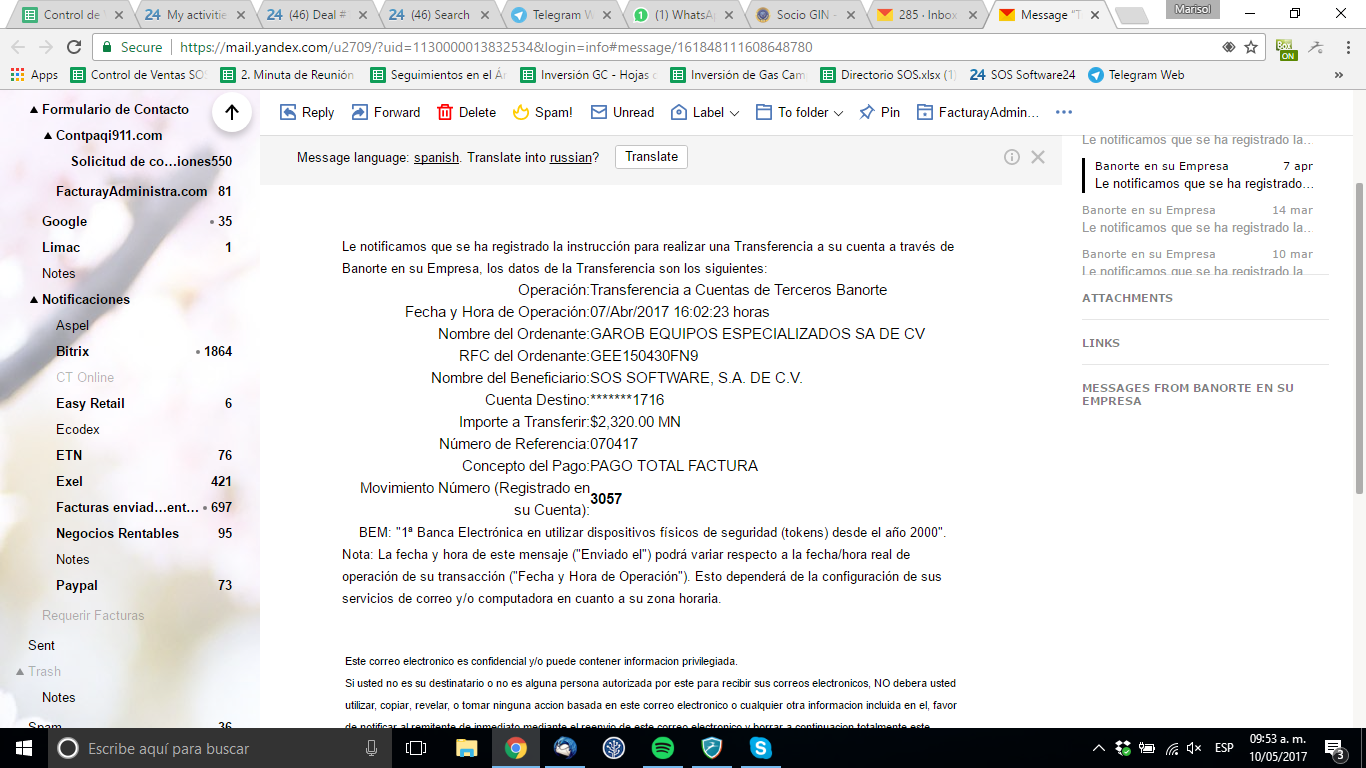 Control de
My activitie
(46) Deal #
(46) Search
Telegram W
(1) WhatsAp
Socio GIN -
285 · Inbox
Message "T
Marisol
Secure
https://mail.yandex.com/u2709/?uid=1130000013832534&login=info#message/161848111608648780
ON
Apps
Control de Ventas SOS
2. Minuta de Reunión
Seguimientos en el Ár
Inversión GC - Hojas c
Inversión de Gas Cam
Directorio SOS.xlsx (1)
24 SOS Software24
Telegram Web
»
Formulario de Contacto
Contpaqi911.com
Solicitud de co…iones 550
FacturayAdministra.com 81
Google • 35
Limac 1
Notes
Notificaciones
Aspel
Bitrix • 1864
CT Online
Easy Retail 6
Ecodex
ETN 76
Exel 421
Facturas enviad…ent… • 697
Negocios Rentables 95
Notes
Paypal 73
Requerir Facturas
Sent
Trash
Notes
Spam 36
Reply Forward Delete Spam! Unread Label To folder Pin FacturayAdmin… •••
Message language: spanish. Translate into russian? Translate
Le notificamos que se ha registrado la instrucción para realizar una Transferencia a su cuenta a través de
Banorte en su Empresa, los datos de la Transferencia son los siguientes:
Operación:Transferencia a Cuentas de Terceros Banorte
Fecha y Hora de Operación:07/Abr/2017 16:02:23 horas
Nombre del Ordenante:GAROB EQUIPOS ESPECIALIZADOS SA DE CV
RFC del Ordenante:GEE150430FN9
Nombre del Beneficiario:SOS SOFTWARE, S.A. DE C.V.
Cuenta Destino:*******1716
Importe a Transferir:$2,320.00 MN
Número de Referencia:070417
Concepto del Pago:PAGO TOTAL FACTURA
Movimiento Número (Registrado en
su Cuenta):3057
BEM: "1ª Banca Electrónica en utilizar dispositivos físicos de seguridad (tokens) desde el año 2000".
Nota: La fecha y hora de este mensaje ("Enviado el") podrá variar respecto a la fecha/hora real de
operación de su transacción ("Fecha y Hora de Operación"). Esto dependerá de la configuración de sus
servicios de correo y/o computadora en cuanto a su zona horaria.
Este correo electronico es confidencial y/o puede contener informacion privilegiada.
Si usted no es su destinatario o no es alguna persona autorizada por este para recibir sus correos electronicos, NO debera usted
utilizar, copiar, revelar, o tomar ninguna accion basada en este correo electronico o cualquier otra informacion incluida en el, favor
de notificar al remitente de inmediato mediante el reenvio de este correo electronico y borrar a continuacion totalmente este
Le notificamos que se ha registrado la…
Banorte en su Empresa 7 apr
Le notificamos que se ha registrado…
Banorte en su Empresa 14 mar
Le notificamos que se ha registrado la…
Banorte en su Empresa 10 mar
Le notificamos que se ha registrado la
ATTACHMENTS
LINKS
MESSAGES FROM BANORTE EN SU
EMPRESA
Escribe aquí para buscar
ESP
09:53 a. m.
10/05/2017
3